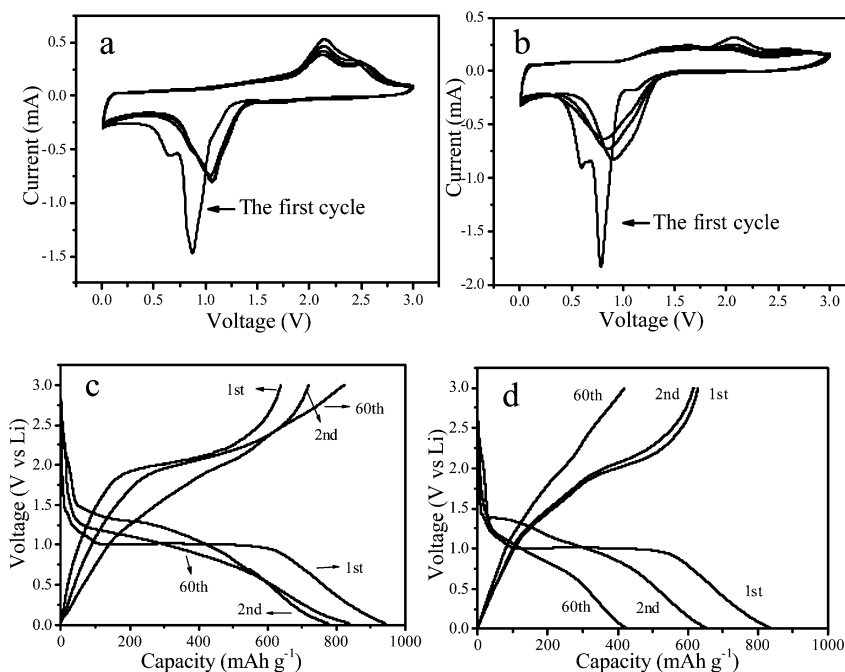 a
0.5
0.0
-0.5
-1.0
-1.5
Current (mA)
The first cycle
0.0 0.5 1.0 1.5 2.0 2.5 3.0
Voltage (V)
b
0.5
0.0
-0.5
-1.0
-1.5
-2.0
Current (mA)
The first cycle
0.0 0.5 1.0 1.5 2.0 2.5 3.0
Voltage (V)
c
3.0
2.5
2.0
1.5
1.0
0.5
0.0
Voltage (V vs Li)
1st
60th
2nd
1st
60th
2nd
0 200 400 600 800 1000
Capacity (mAh g-1)
d
3.0
2.5
2.0
1.5
1.0
0.5
0.0
Voltage (V vs Li)
60th
2nd
1st
1st
60th
2nd
0 200 400 600 800 1000
Capacity (mAh g-1)